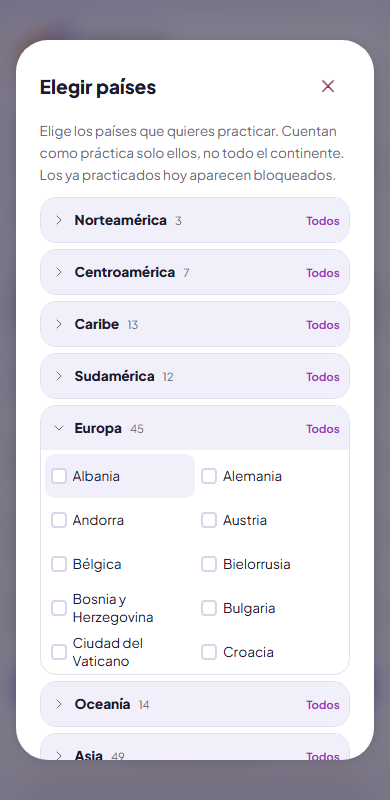 Elegir países
Elige los países que quieres practicar. Cuentan
como práctica solo ellos, no todo el continente.
Los ya practicados hoy aparecen bloqueados.
Norteamérica 3 Todos
Centroamérica 7 Todos
Caribe 13 Todos
Sudamérica 12 Todos
Europa 45 Todos
Albania Alemania
Andorra Austria
Bélgica Bielorrusia
Bosnia y
Herzegovina Bulgaria
Ciudad del
Vaticano Croacia
Oceanía 14 Todos
Asia 49 Todos